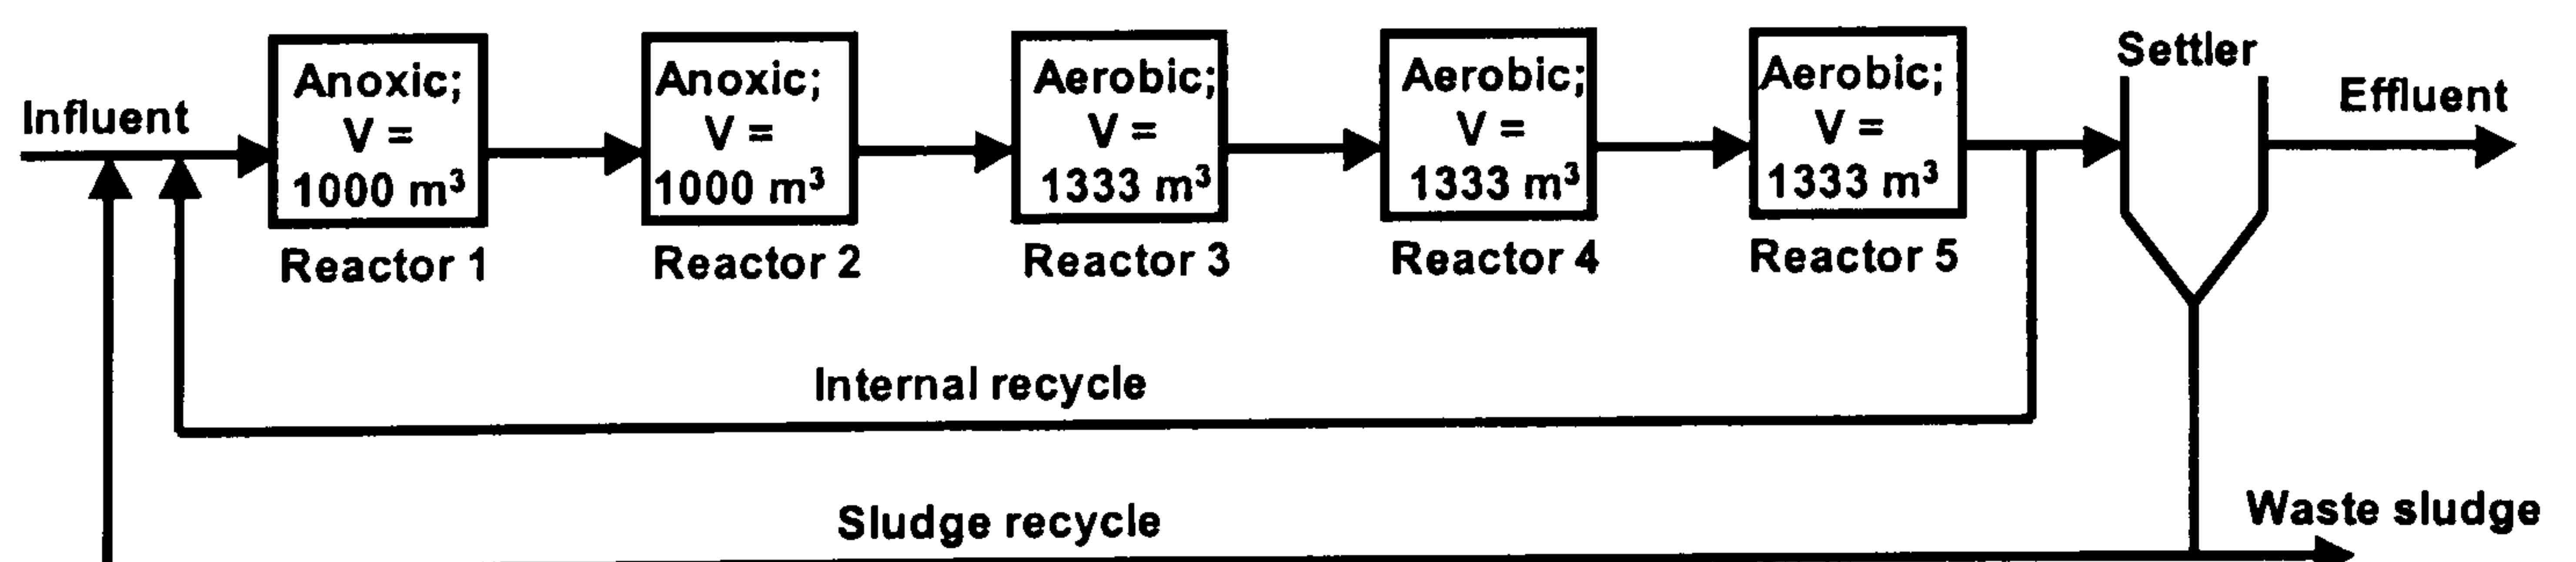 Influent
Anoxic;
V =
1000 m³
Reactor 1
Anoxic;
V =
1000 m³
Reactor 2
Aerobic;
V =
1333 m³
Reactor 3
Aerobic;
V =
1333 m³
Reactor 4
Aerobic;
V =
1333 m³
Reactor 5
Settler
Effluent
Internal recycle
Sludge recycle
Waste sludge